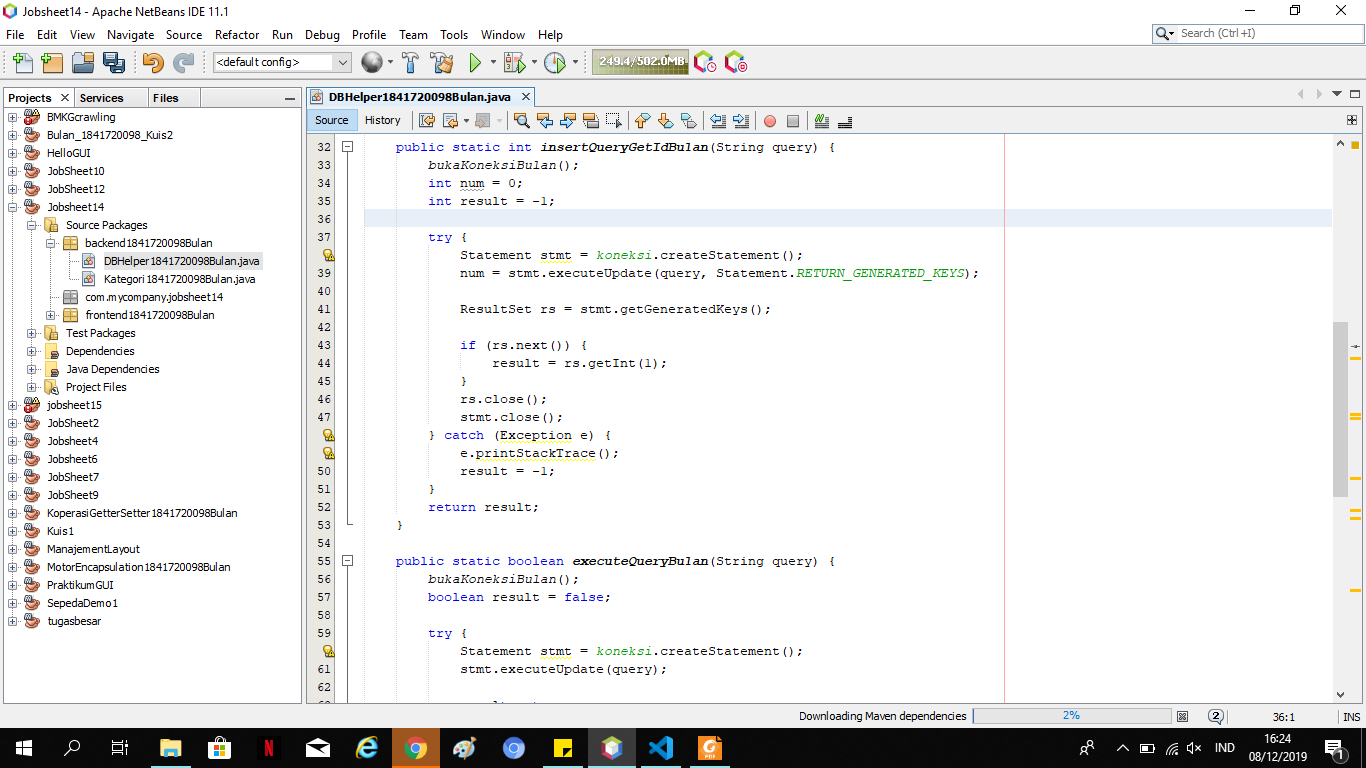 Jobsheet14 - Apache NetBeans IDE 11.1
File Edit View Navigate Source Refactor Run Debug Profile Team Tools Window Help
Search (Ctrl+I)
<default config>
249.4/502.0MB
Projects Services Files
BMKGcrawling
Bulan_1841720098_Kuis2
HelloGUI
JobSheet10
JobSheet12
Jobsheet14
Source Packages
backend1841720098Bulan
DBHelper1841720098Bulan.java
Kategori1841720098Bulan.java
com.mycompany.jobsheet14
frontend1841720098Bulan
Test Packages
Dependencies
Java Dependencies
Project Files
jobsheet15
JobSheet2
Jobsheet4
Jobsheet6
JobSheet7
JobSheet9
KoperasiGetterSetter1841720098Bulan
Kuis1
ManajementLayout
MotorEncapsulation1841720098Bulan
PraktikumGUI
SepedaDemo1
tugasbesar
DBHelper1841720098Bulan.java
Source History
32 public static int insertQueryGetIdBulan(String query) {
33 bukaKoneksiBulan();
34 int num = 0;
35 int result = -1;
36
37 try {
Statement stmt = koneksi.createStatement();
39 num = stmt.executeUpdate(query, Statement.RETURN_GENERATED_KEYS);
40
41 ResultSet rs = stmt.getGeneratedKeys();
42
43 if (rs.next()) {
44 result = rs.getInt(1);
45 }
46 rs.close();
47 stmt.close();
} catch (Exception e) {
e.printStackTrace();
50 result = -1;
51 }
52 return result;
53 }
54
55 public static boolean executeQueryBulan(String query) {
56 bukaKoneksiBulan();
57 boolean result = false;
58
59 try {
Statement stmt = koneksi.createStatement();
61 stmt.executeUpdate(query);
62
Downloading Maven dependencies 2% 2 36:1 INS
IND
16:24
08/12/2019
1